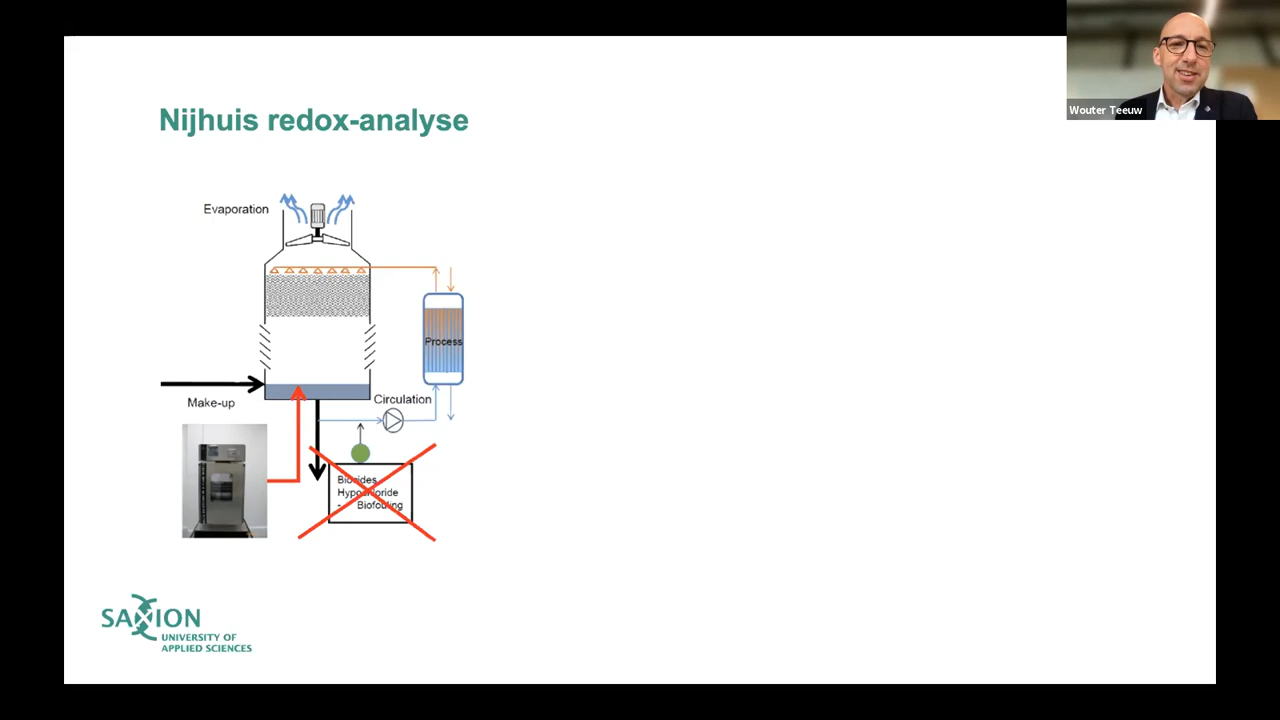 Wouter Teeuw
Nijhuis redox-analyse
Evaporation
Process
Make-up
Circulation
Biocides
Hypochloride
- Biofouling
SAXION
UNIVERSITY OF
APPLIED SCIENCES